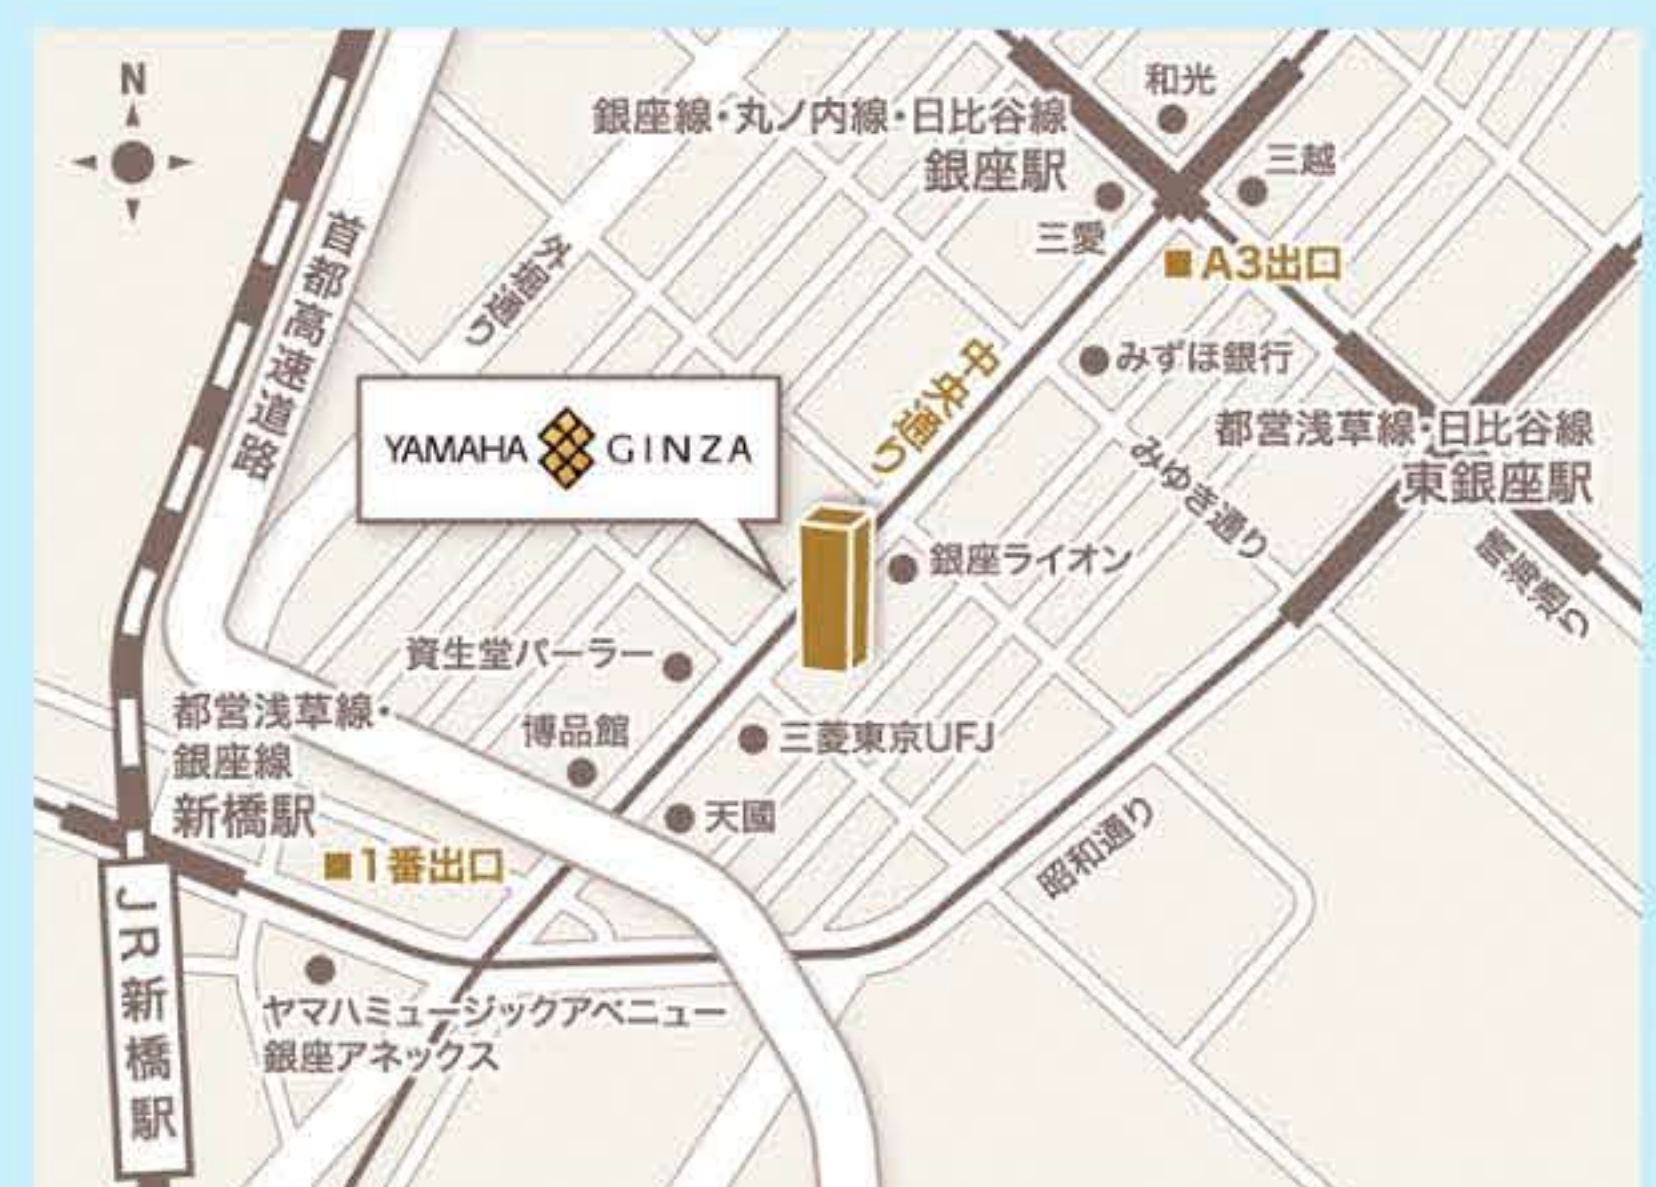 N
和光
銀座線・丸ノ内線・日比谷線
銀座駅
三越
三愛
■A3出口
首都高速道路
外堀通り
中央通り
みずほ銀行
YAMAHA GINZA
都営浅草線・日比谷線
東銀座駅
みゆき通り
晴海通り
銀座ライオン
資生堂パーラー
都営浅草線・
銀座線
新橋駅
博品館
三菱東京UFJ
天國
■1番出口
昭和通り
JR新橋駅
ヤマハミュージックアベニュー
銀座アネックス